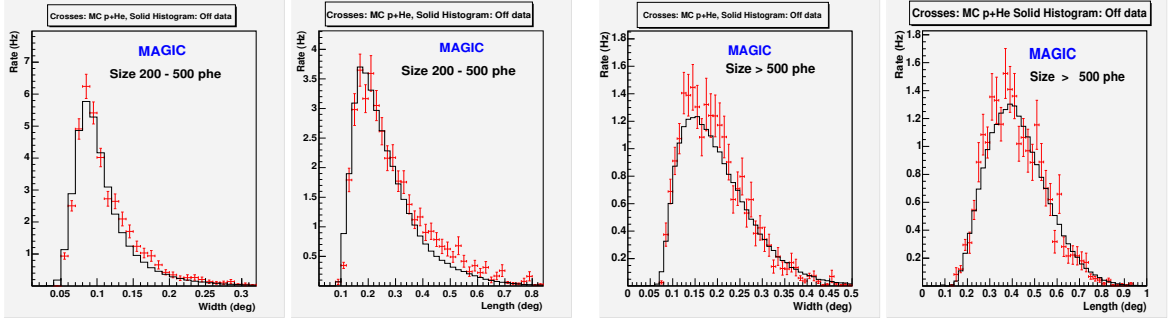 Crosses: MC p+He, Solid Histogram: Off data
Rate (Hz)
MAGIC
Size 200 - 500 phe
7
6
5
4
3
2
1
0.05 0.1 0.15 0.2 0.25 0.3
Width (deg)
Crosses: MC p+He, Solid Histogram: Off data
Rate (Hz)
MAGIC
Size 200 - 500 phe
4
3.5
3
2.5
2
1.5
1
0.5
0.1 0.2 0.3 0.4 0.5 0.6 0.7 0.8
Length (deg)
Crosses: MC p+He, Solid Histogram: Off data
Rate (Hz)
MAGIC
Size > 500 phe
1.8
1.6
1.4
1.2
1
0.8
0.6
0.4
0.2
0 0.05 0.1 0.15 0.2 0.25 0.3 0.35 0.4 0.45 0.5
Width (deg)
Crosses: MC p+He Solid Histogram: Off data
Rate (Hz)
MAGIC
Size > 500 phe
1.8
1.6
1.4
1.2
1
0.8
0.6
0.4
0.2
0 0.1 0.2 0.3 0.4 0.5 0.6 0.7 0.8 0.9 1
Length (deg)